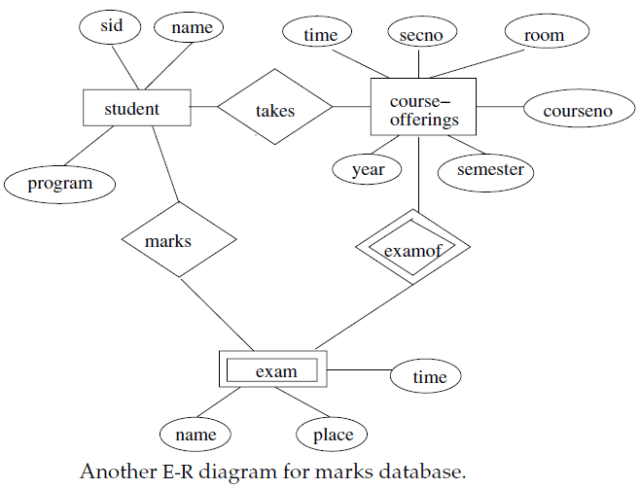 sid
name
time
secno
room
student
takes
course–
offerings
courseno
program
year
semester
marks
examof
exam
time
name
place
Another E-R diagram for marks database.